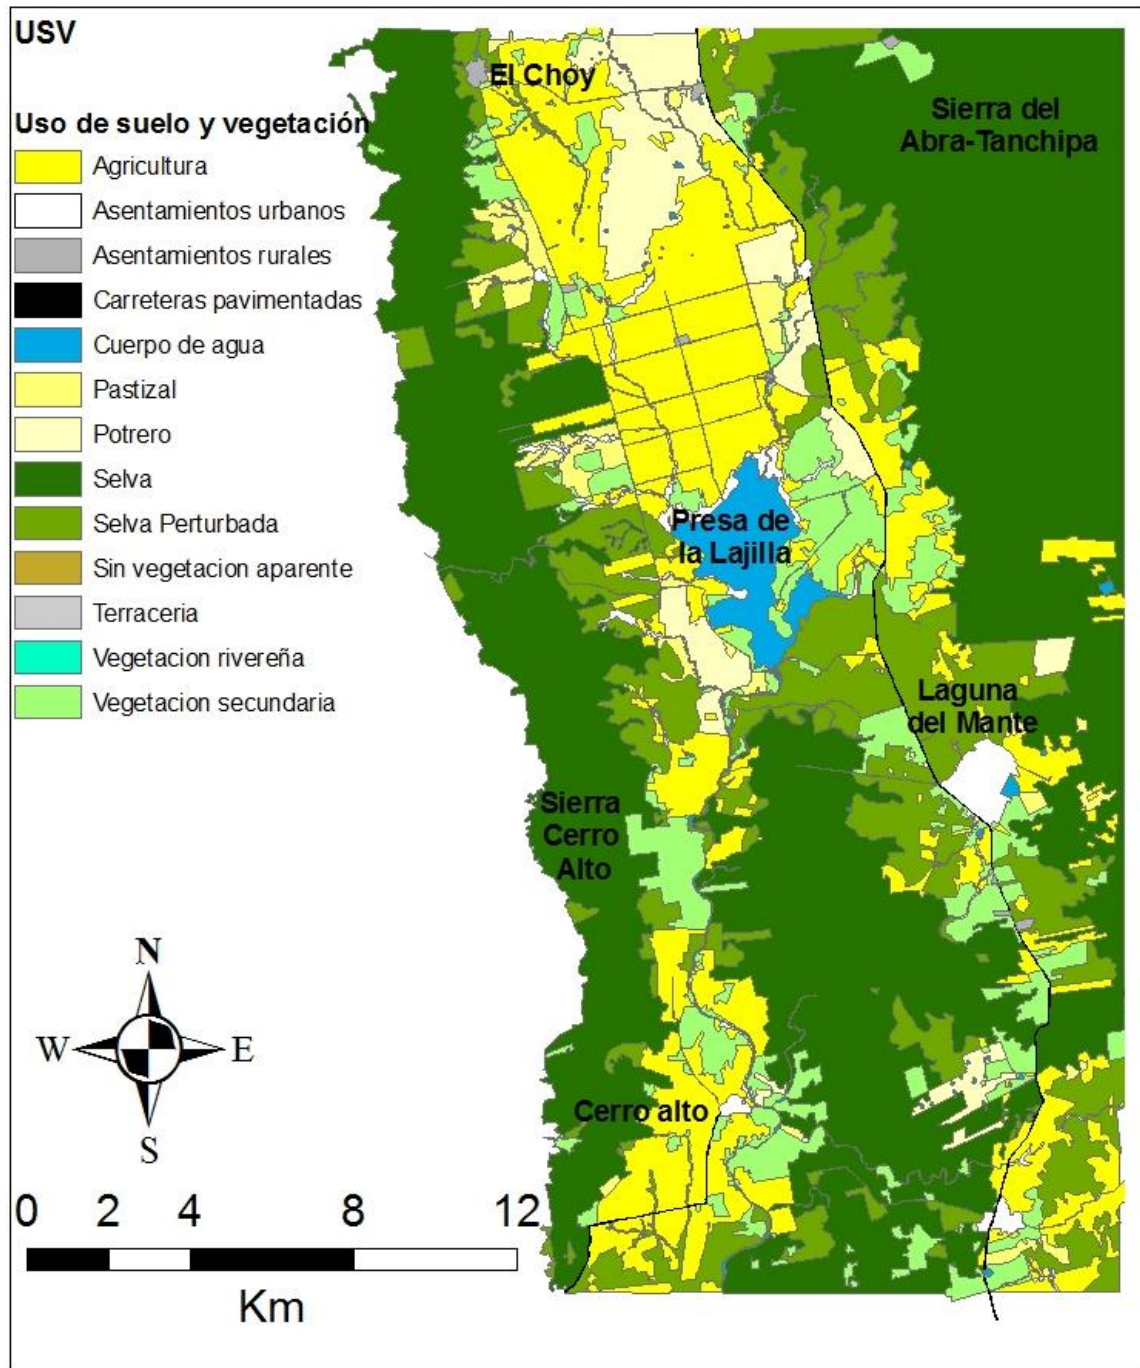 USV
Uso de suelo y vegetación
Agricultura
Asentamientos urbanos
Asentamientos rurales
Carreteras pavimentadas
Cuerpo de agua
Pastizal
Potrero
Selva
Selva Perturbada
Sin vegetacion aparente
Terraceria
Vegetacion rivereña
Vegetacion secundaria
El Choy
Sierra del
Abra-Tanchipa
Presa de
la Lajilla
Laguna
del Mante
Sierra
Cerro
Alto
Cerro alto
N
W E
S
0 2 4 8 12
Km